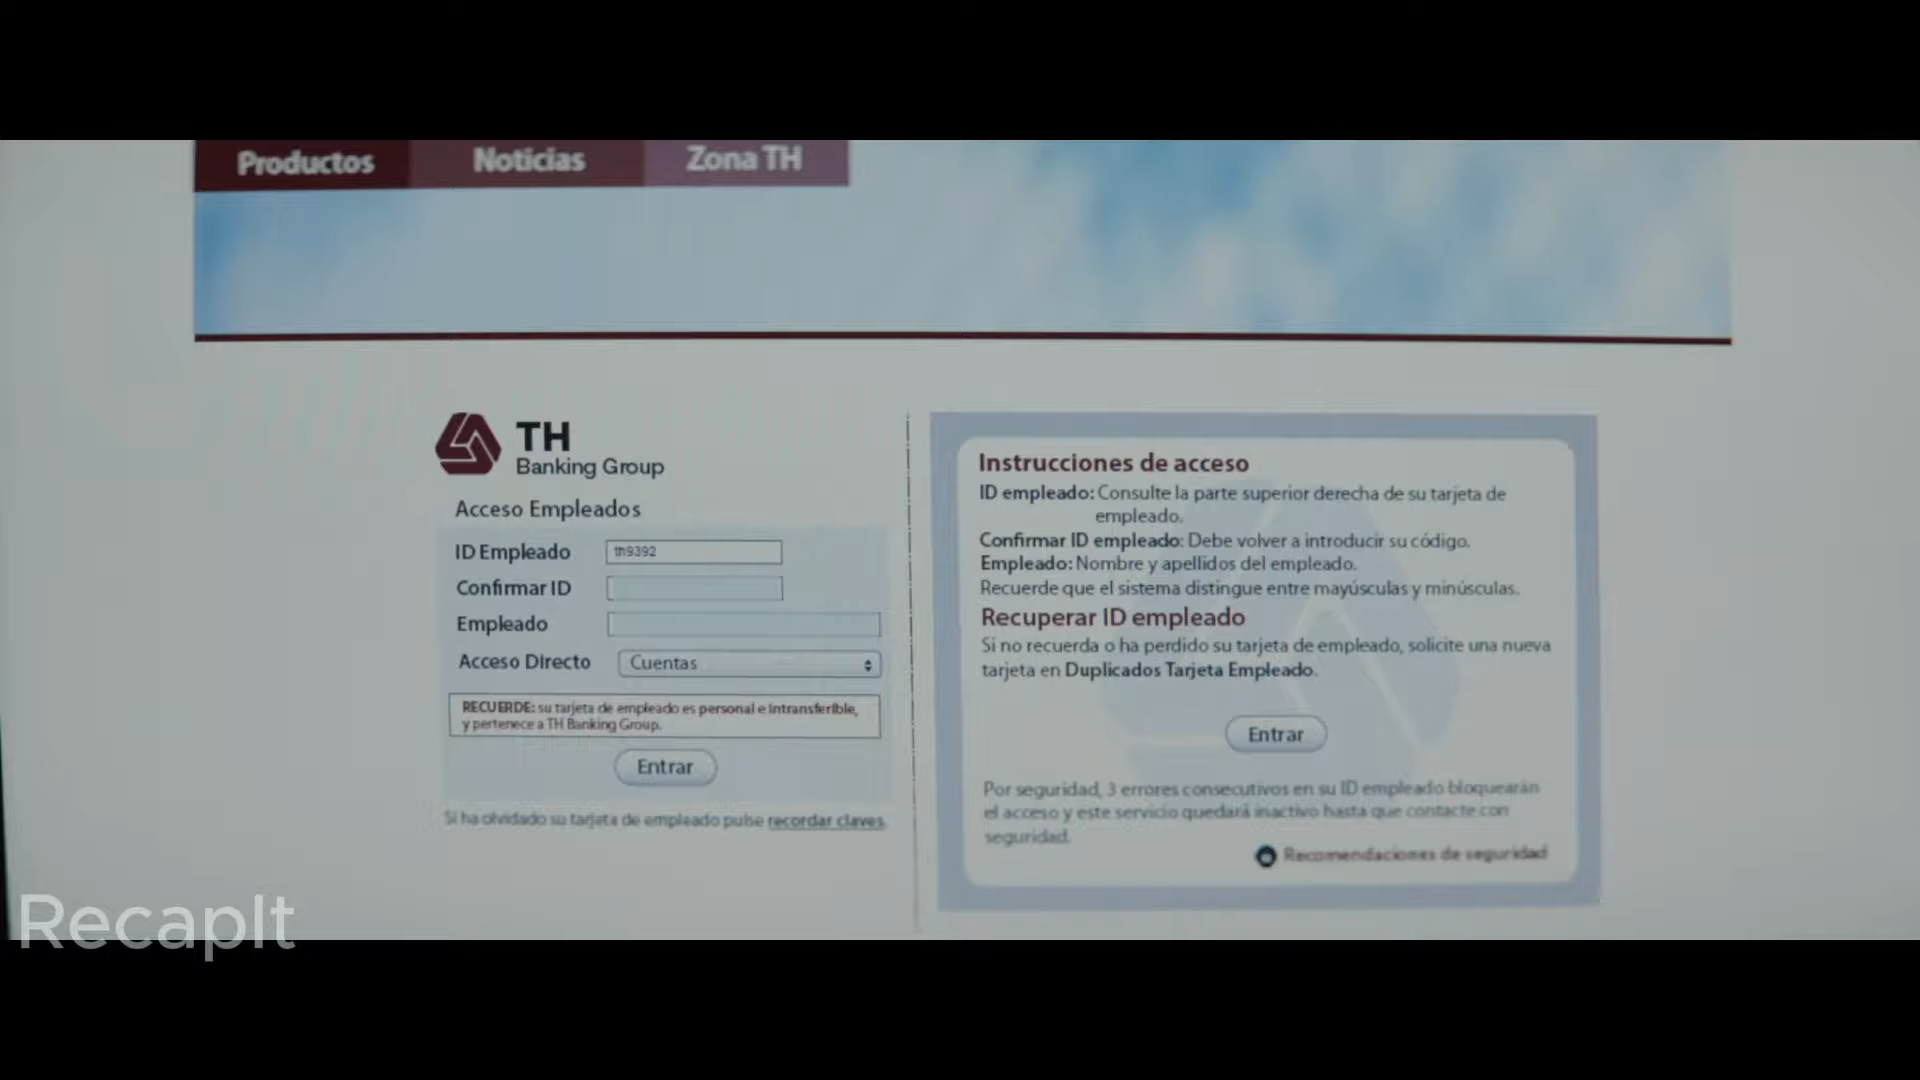 Productos
Noticias
Zona TH
TH
Banking Group
Acceso Empleados
ID Empleado
th9392
Confirmar ID
Empleado
Acceso Directo
Cuentas
RECUERDE: su tarjeta de empleado es personal e intransferible,
y pertenece a TH Banking Group.
Entrar
Si ha olvidado su tarjeta de empleado pulse recordar claves.
Instrucciones de acceso
ID empleado: Consulte la parte superior derecha de su tarjeta de
empleado.
Confirmar ID empleado: Debe volver a introducir su código.
Empleado: Nombre y apellidos del empleado.
Recuerde que el sistema distingue entre mayúsculas y minúsculas.
Recuperar ID empleado
Si no recuerda o ha perdido su tarjeta de empleado, solicite una nueva
tarjeta en Duplicados Tarjeta Empleado.
Entrar
Por seguridad, 3 errores consecutivos en su ID empleado bloquearán
el acceso y este servicio quedará inactivo hasta que contacte con
seguridad.
Recomendaciones de seguridad
RecapIt